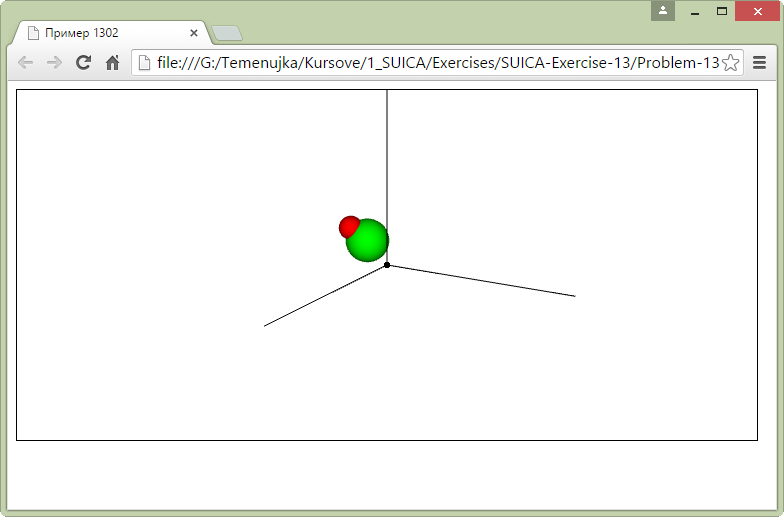 Пример 1302
file:///G:/Temenujka/Kursove/1_SUICA/Exercises/SUICA-Exercise-13/Problem-13